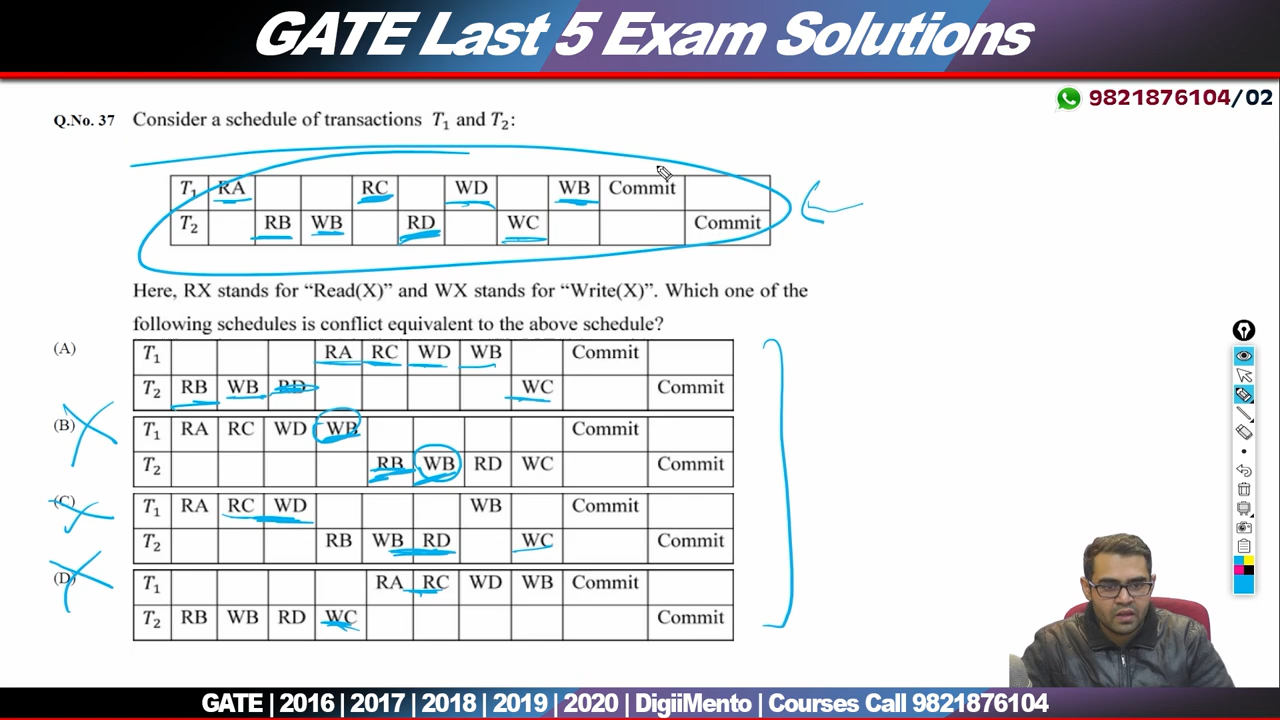 GATE Last 5 Exam Solutions
9821876104/02
Q.No. 37 Consider a schedule of transactions T₁ and T₂:
T₁ RA RC WD WB Commit
T₂ RB WB RD WC Commit
Here, RX stands for “Read(X)” and WX stands for “Write(X)”. Which one of the
following schedules is conflict equivalent to the above schedule?
(A)
T₁ RA RC WD WB Commit
T₂ RB WB RD WC Commit
(B)
T₁ RA RC WD WB Commit
T₂ RB WB RD WC Commit
(C)
T₁ RA RC WD WB Commit
T₂ RB WB RD WC Commit
(D)
T₁ RA RC WD WB Commit
T₂ RB WB RD WC Commit
GATE | 2016 | 2017 | 2018 | 2019 | 2020 | DigiiMento | Courses Call 9821876104